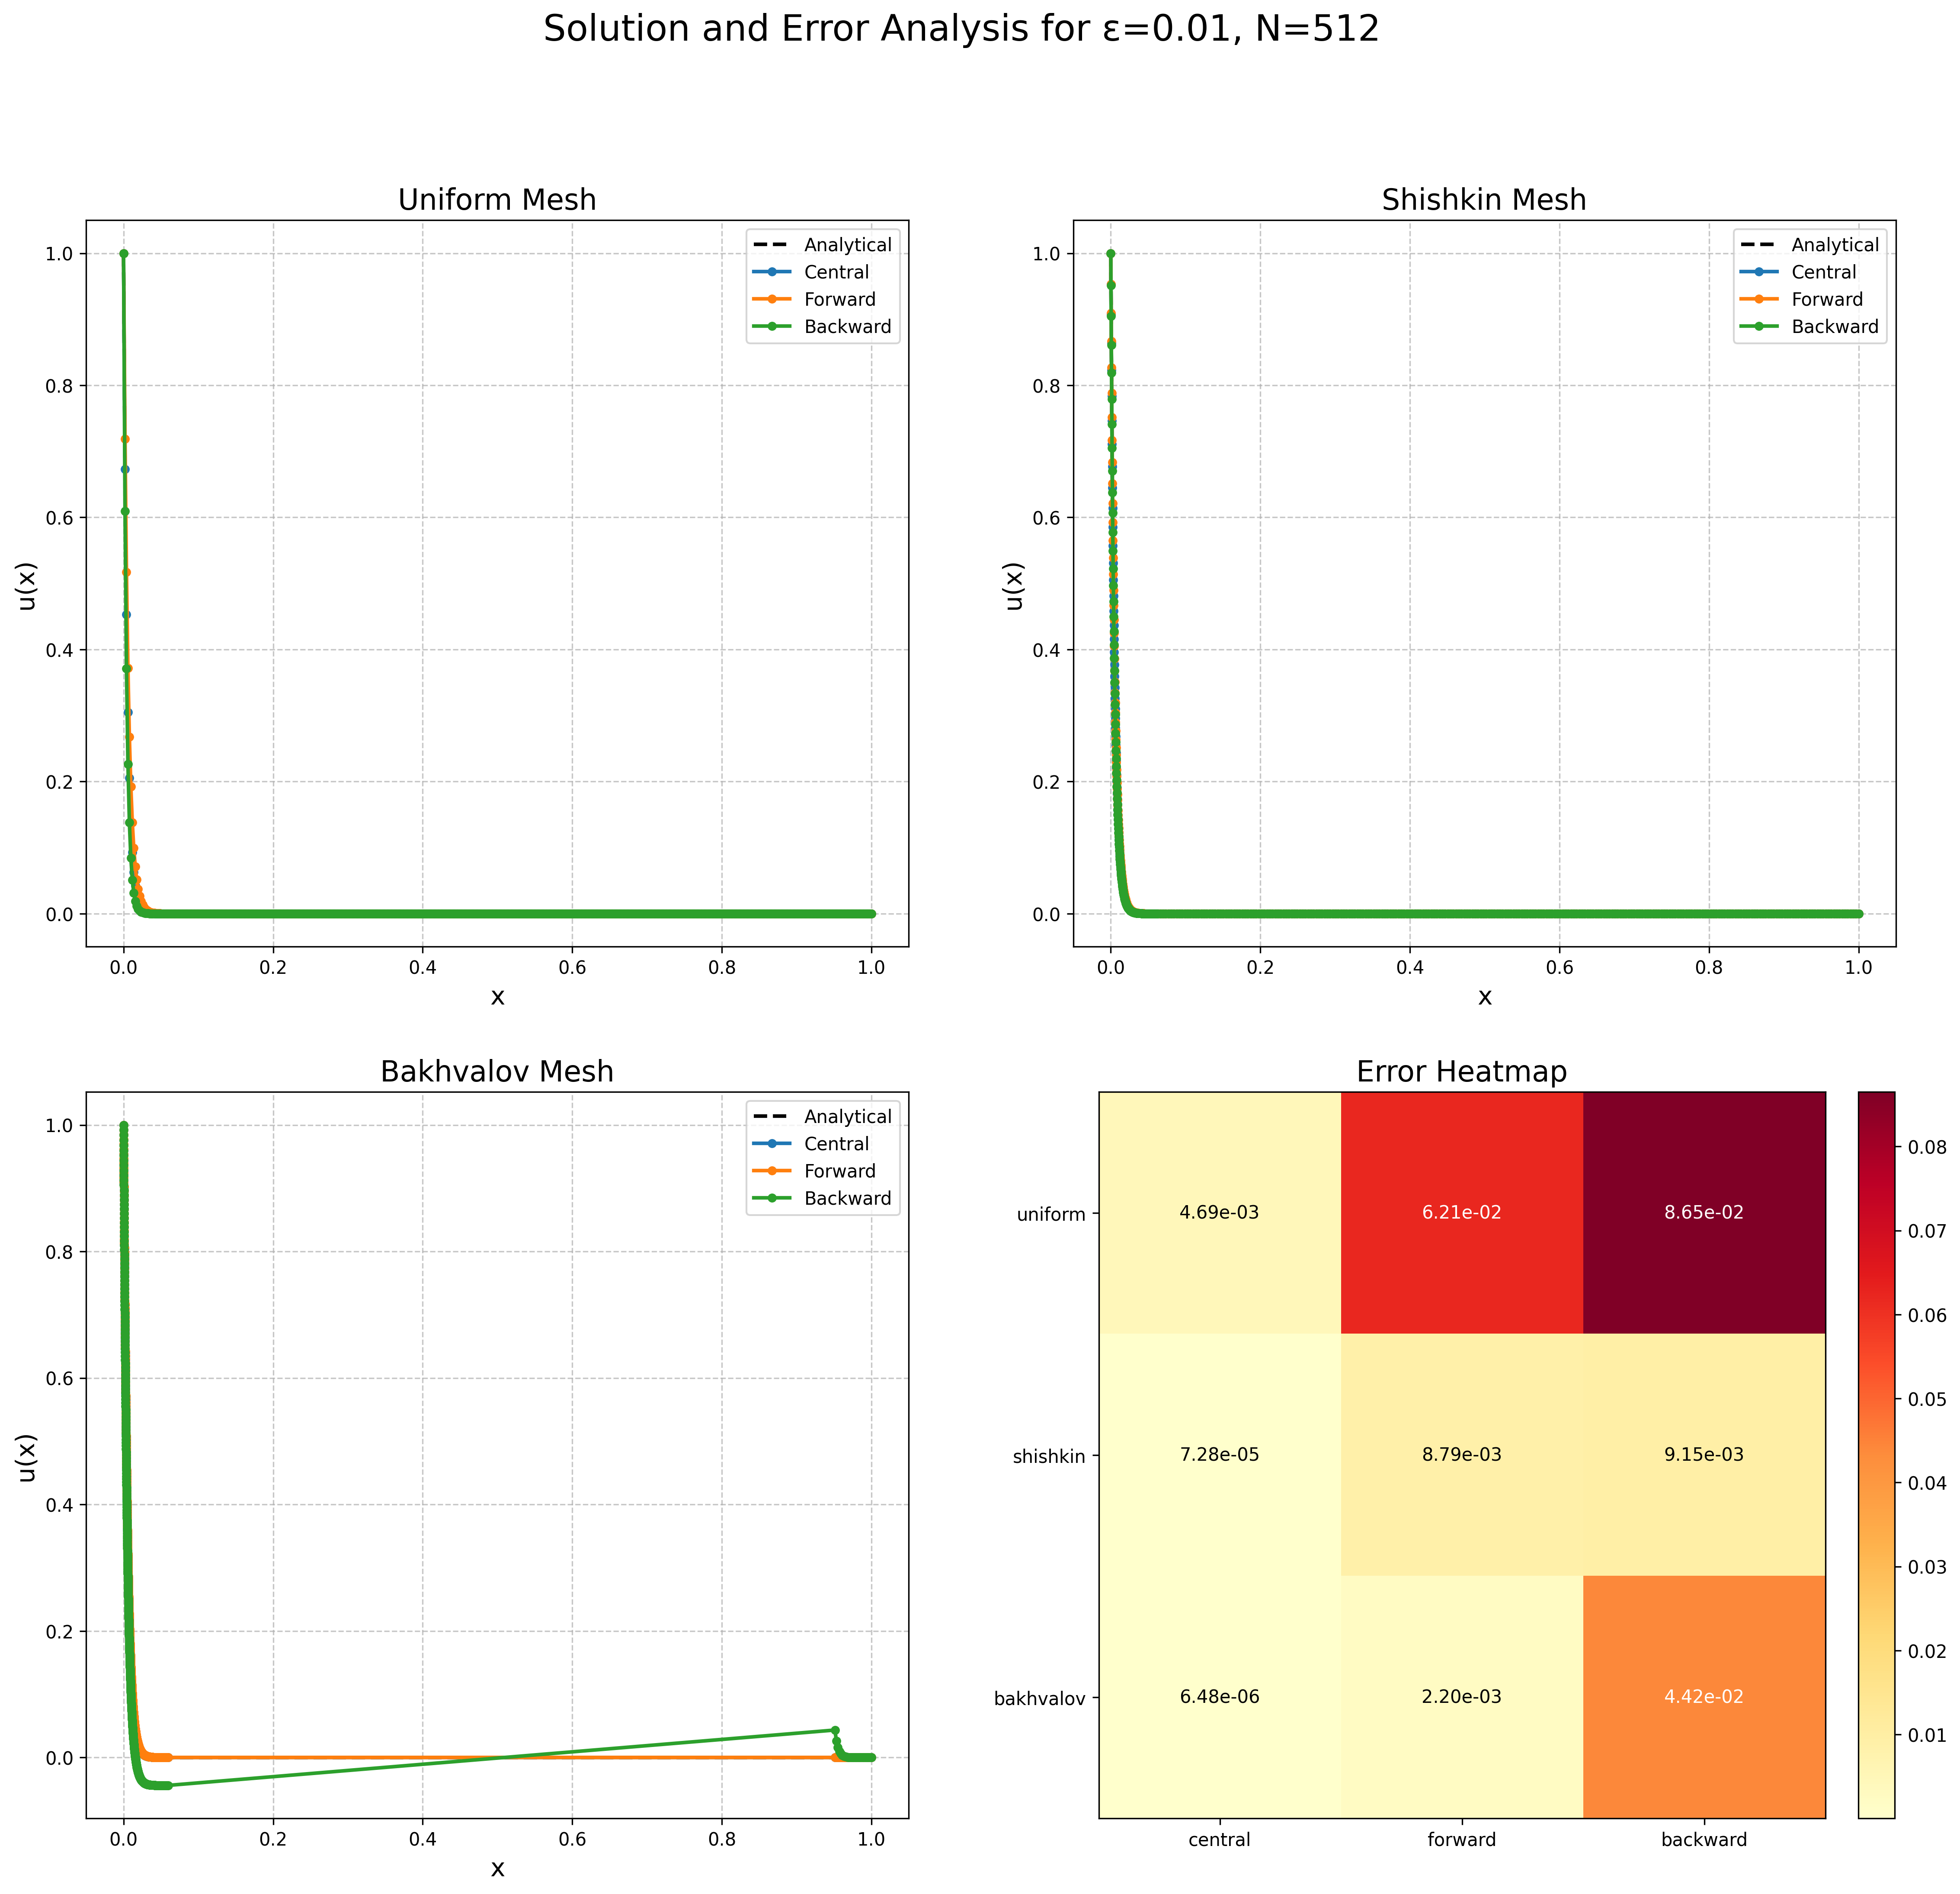 Solution and Error Analysis for ε=0.01, N=512
Uniform Mesh
1.0
0.8
0.6
0.4
0.2
0.0
u(x)
Analytical
Central
Forward
Backward
0.0 0.2 0.4 0.6 0.8 1.0
x
Shishkin Mesh
1.0
0.8
0.6
0.4
0.2
0.0
u(x)
Analytical
Central
Forward
Backward
0.0 0.2 0.4 0.6 0.8 1.0
x
Bakhvalov Mesh
1.0
0.8
0.6
0.4
0.2
0.0
u(x)
Analytical
Central
Forward
Backward
0.0 0.2 0.4 0.6 0.8 1.0
x
Error Heatmap
uniform 4.69e-03 6.21e-02 8.65e-02
shishkin 7.28e-05 8.79e-03 9.15e-03
bakhvalov 6.48e-06 2.20e-03 4.42e-02
central forward backward
0.08
0.07
0.06
0.05
0.04
0.03
0.02
0.01